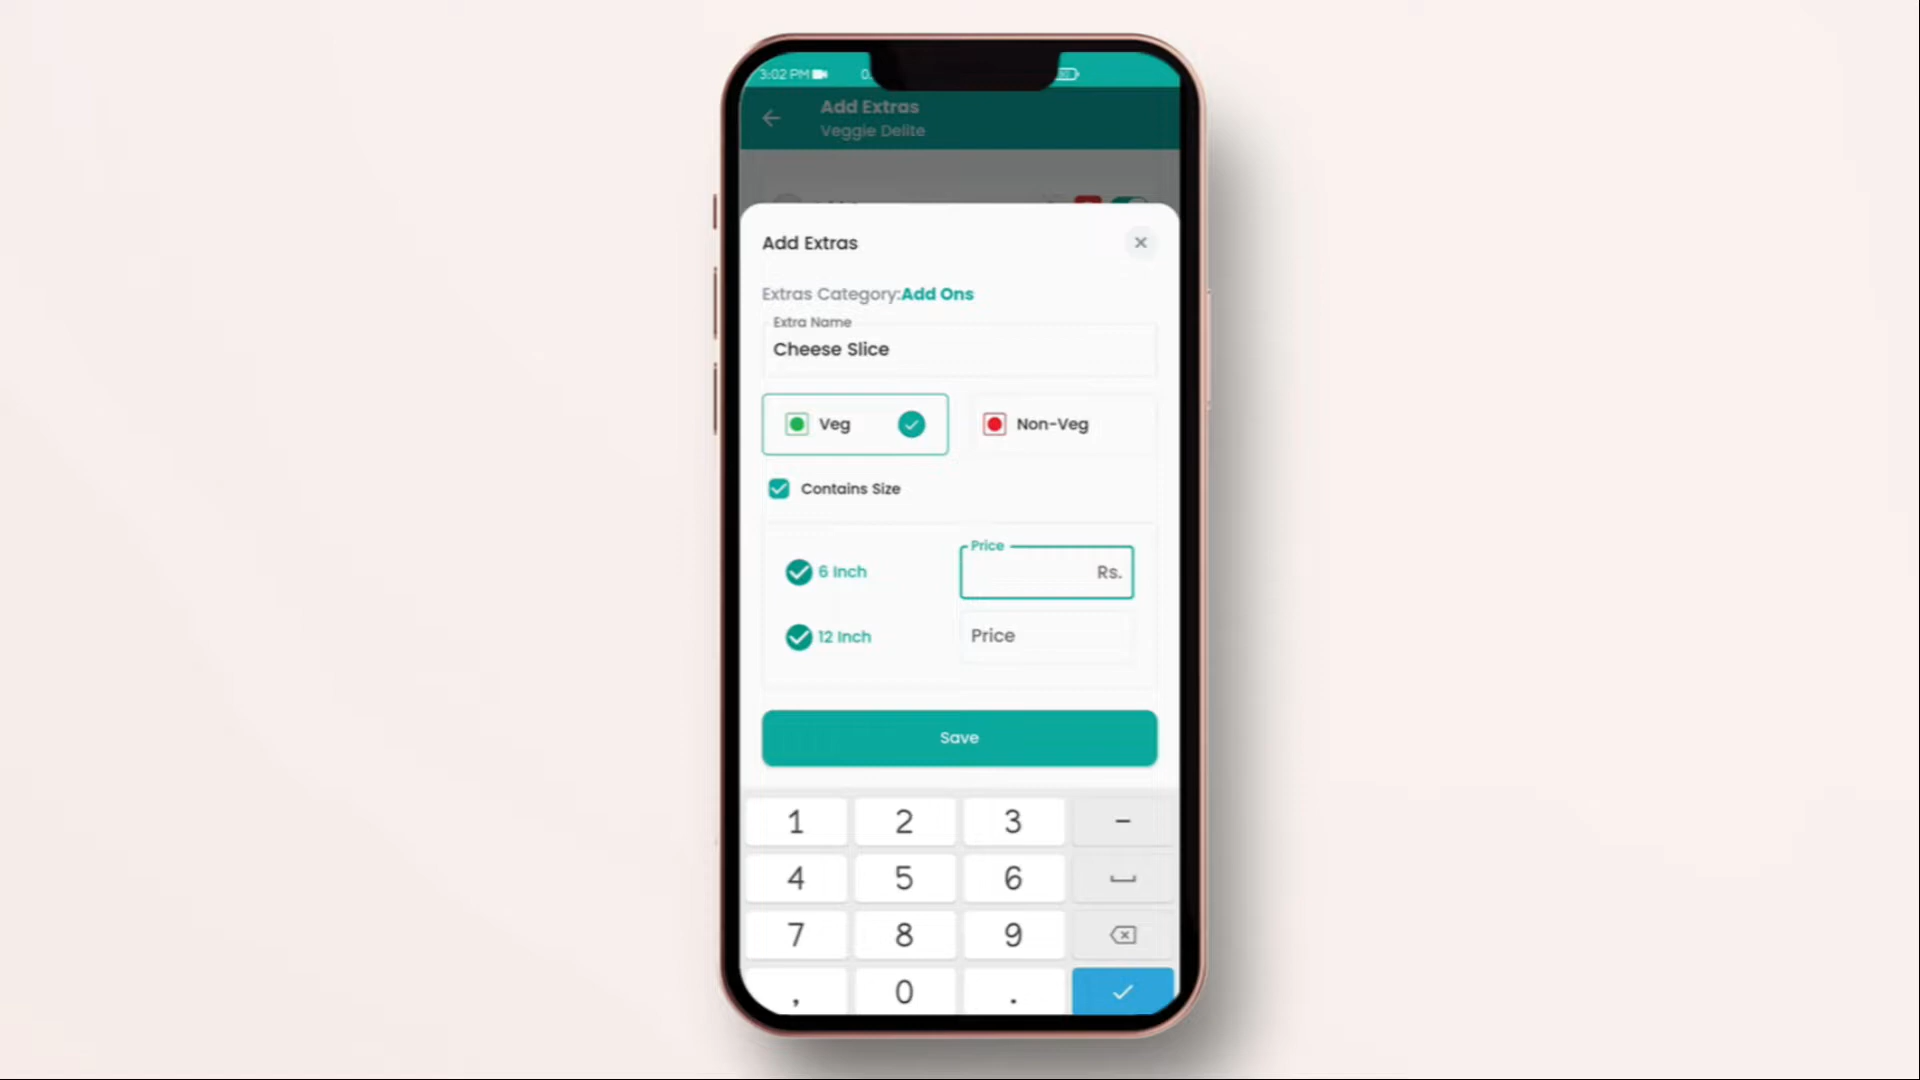 3:02 PM
Add Extras
Veggie Delite
Add Extras
Extras Category:Add Ons
Extra Name
Cheese Slice
Veg
Non-Veg
Contains Size
Price
6 Inch
Rs.
12 Inch
Price
Save
1 2 3 -
4 5 6
7 8 9
, 0 .